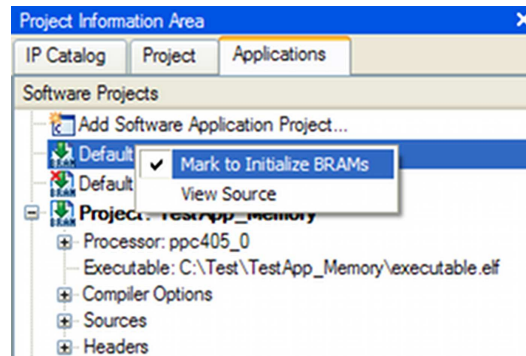 Project Information Area
IP Catalog Project Applications
Software Projects
Add Software Application Project...
Default
Mark to Initialize BRAMs
Default
View Source
Project: TestApp_Memory
Processor: ppc405_0
Executable: C:\Test\TestApp_Memory\executable.elf
Compiler Options
Sources
Headers